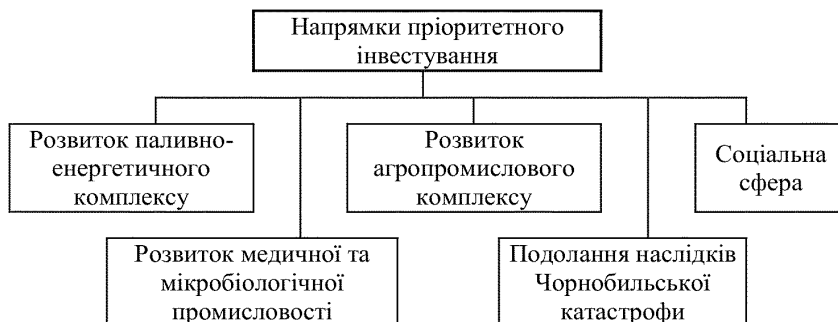 Напрямки пріоритетного
інвестування
Розвиток паливно-
енергетичного
комплексу
Розвиток
агропромислового
комплексу
Соціальна
сфера
Розвиток медичної та
мікробіологічної
промисловості
Подолання наслідків
Чорнобильської
катастрофи